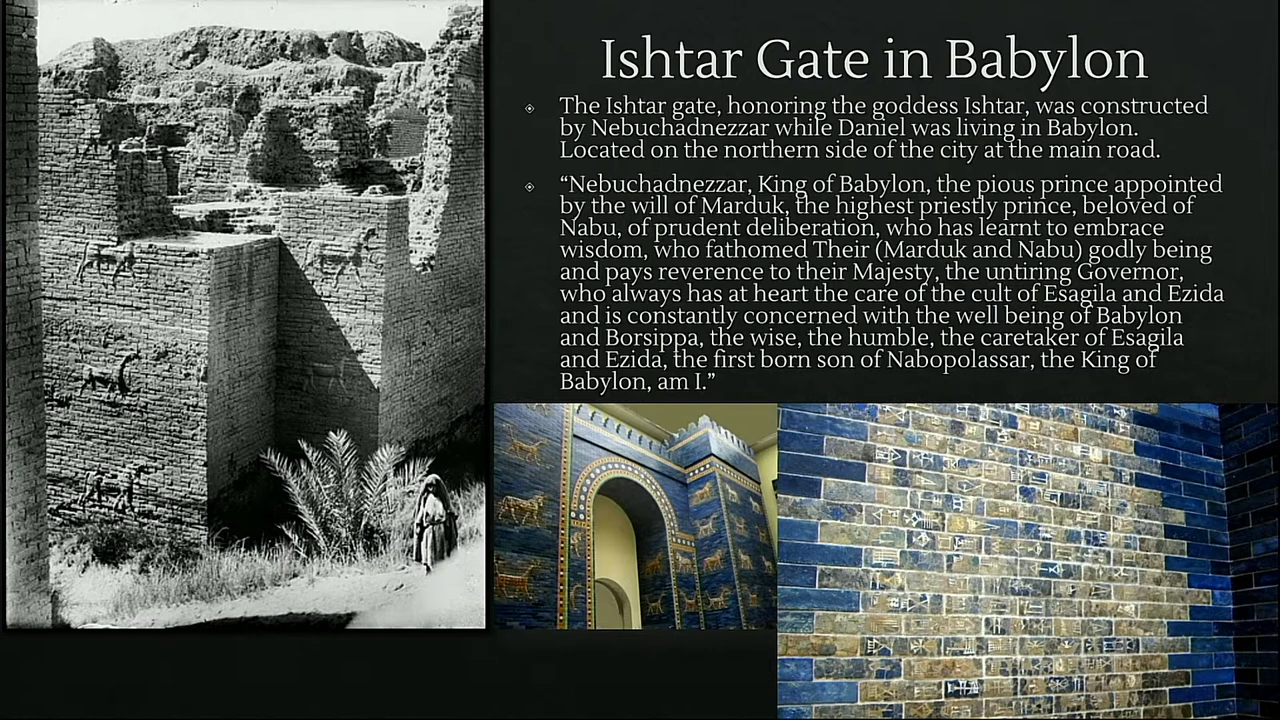 Ishtar Gate in Babylon
The Ishtar gate, honoring the goddess Ishtar, was constructed
by Nebuchadnezzar while Daniel was living in Babylon.
Located on the northern side of the city at the main road.
“Nebuchadnezzar, King of Babylon, the pious prince appointed
by the will of Marduk, the highest priestly prince, beloved of
Nabu, of prudent deliberation, who has learnt to embrace
wisdom, who fathomed Their (Marduk and Nabu) godly being
and pays reverence to their Majesty, the untiring Governor,
who always has at heart the care of the cult of Esagila and Ezida
and is constantly concerned with the well being of Babylon
and Borsippa, the wise, the humble, the caretaker of Esagila
and Ezida, the first born son of Nabopolassar, the King of
Babylon, am I.”